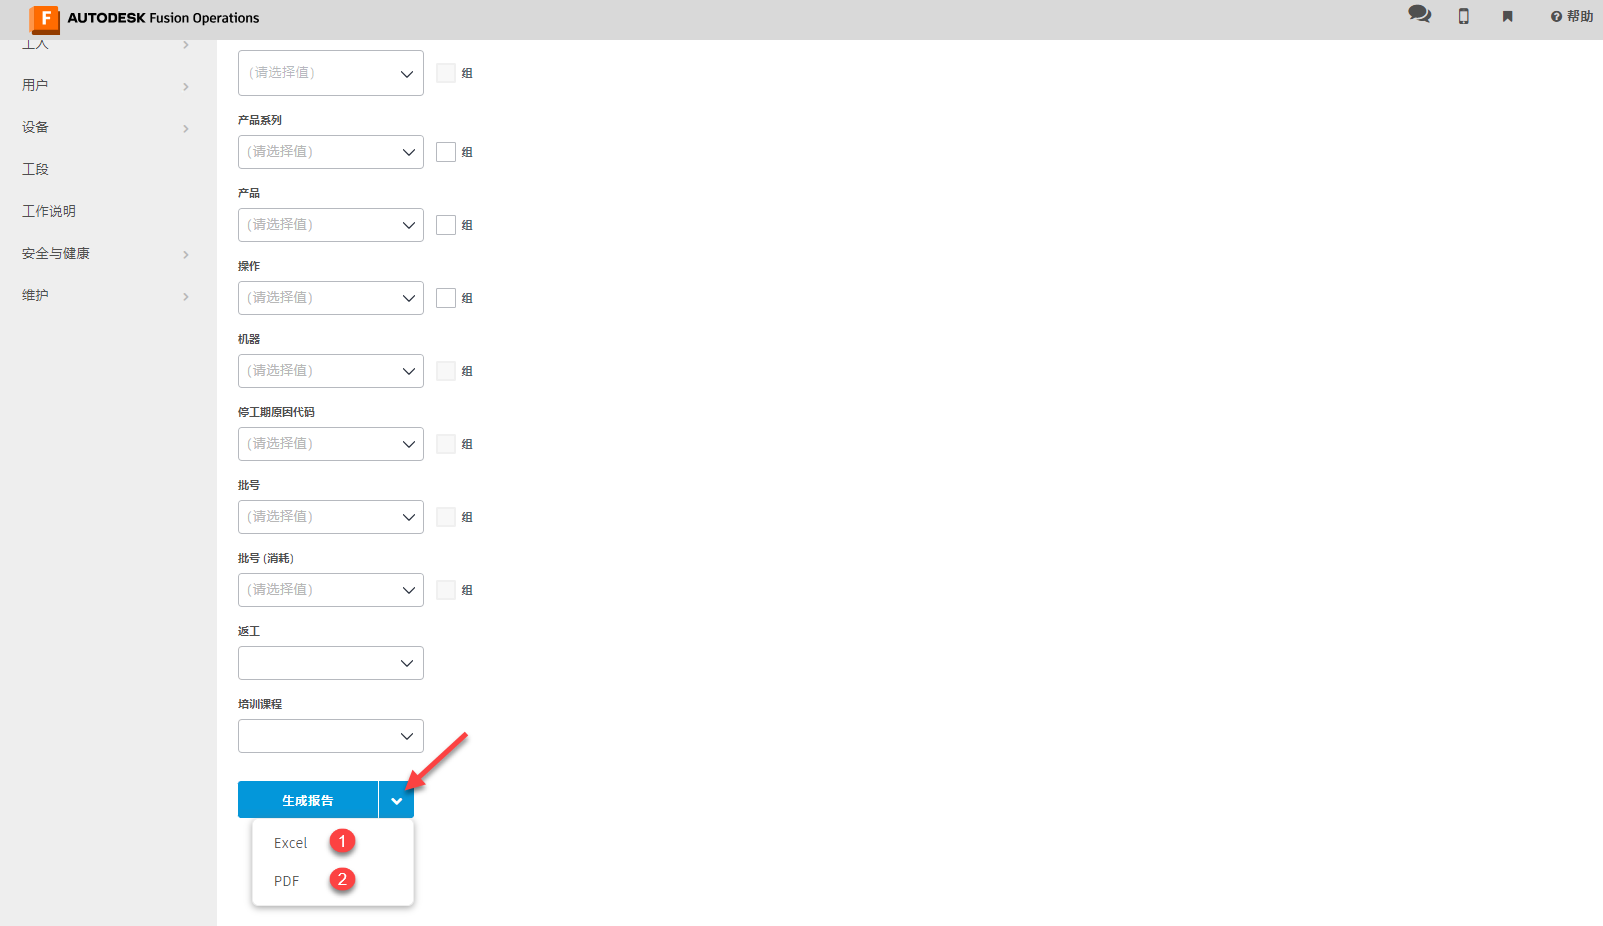 F AUTODESK Fusion Operations
帮助
工人
用户
设备
工段
工作说明
安全与健康
维护
(请选择值)
组
产品系列
(请选择值)
组
产品
(请选择值)
组
操作
(请选择值)
组
机器
(请选择值)
组
停工期原因代码
(请选择值)
组
批号
(请选择值)
组
批号 (消耗)
(请选择值)
组
返工
培训课程
生成报告
Excel 1
PDF 2